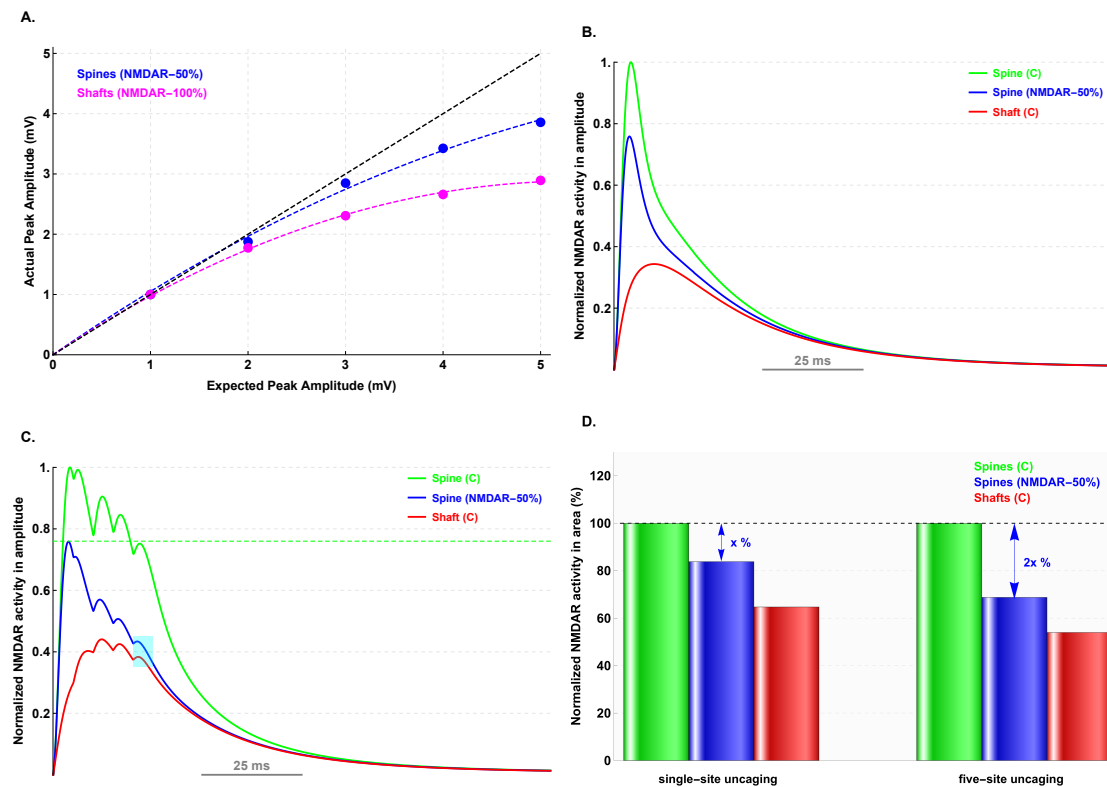 A.
Actual Peak Amplitude (mV)
5
4
3
2
1
0
Spines (NMDAR−50%)
Shafts (NMDAR−100%)
0
1
2
3
4
5
Expected Peak Amplitude (mV)
B.
Normalized NMDAR activity in amplitude
1.
0.8
0.6
0.4
0.2
Spine (C)
Spine (NMDAR−50%)
Shaft (C)
25 ms
C.
Normalized NMDAR activity in amplitude
1.
0.8
0.6
0.4
0.2
Spine (C)
Spine (NMDAR−50%)
Shaft (C)
25 ms
D.
Normalized NMDAR activity in area (%)
120
100
80
60
40
20
0
Spines (C)
Spines (NMDAR−50%)
Shafts (C)
x %
2x %
single−site uncaging
five−site uncaging